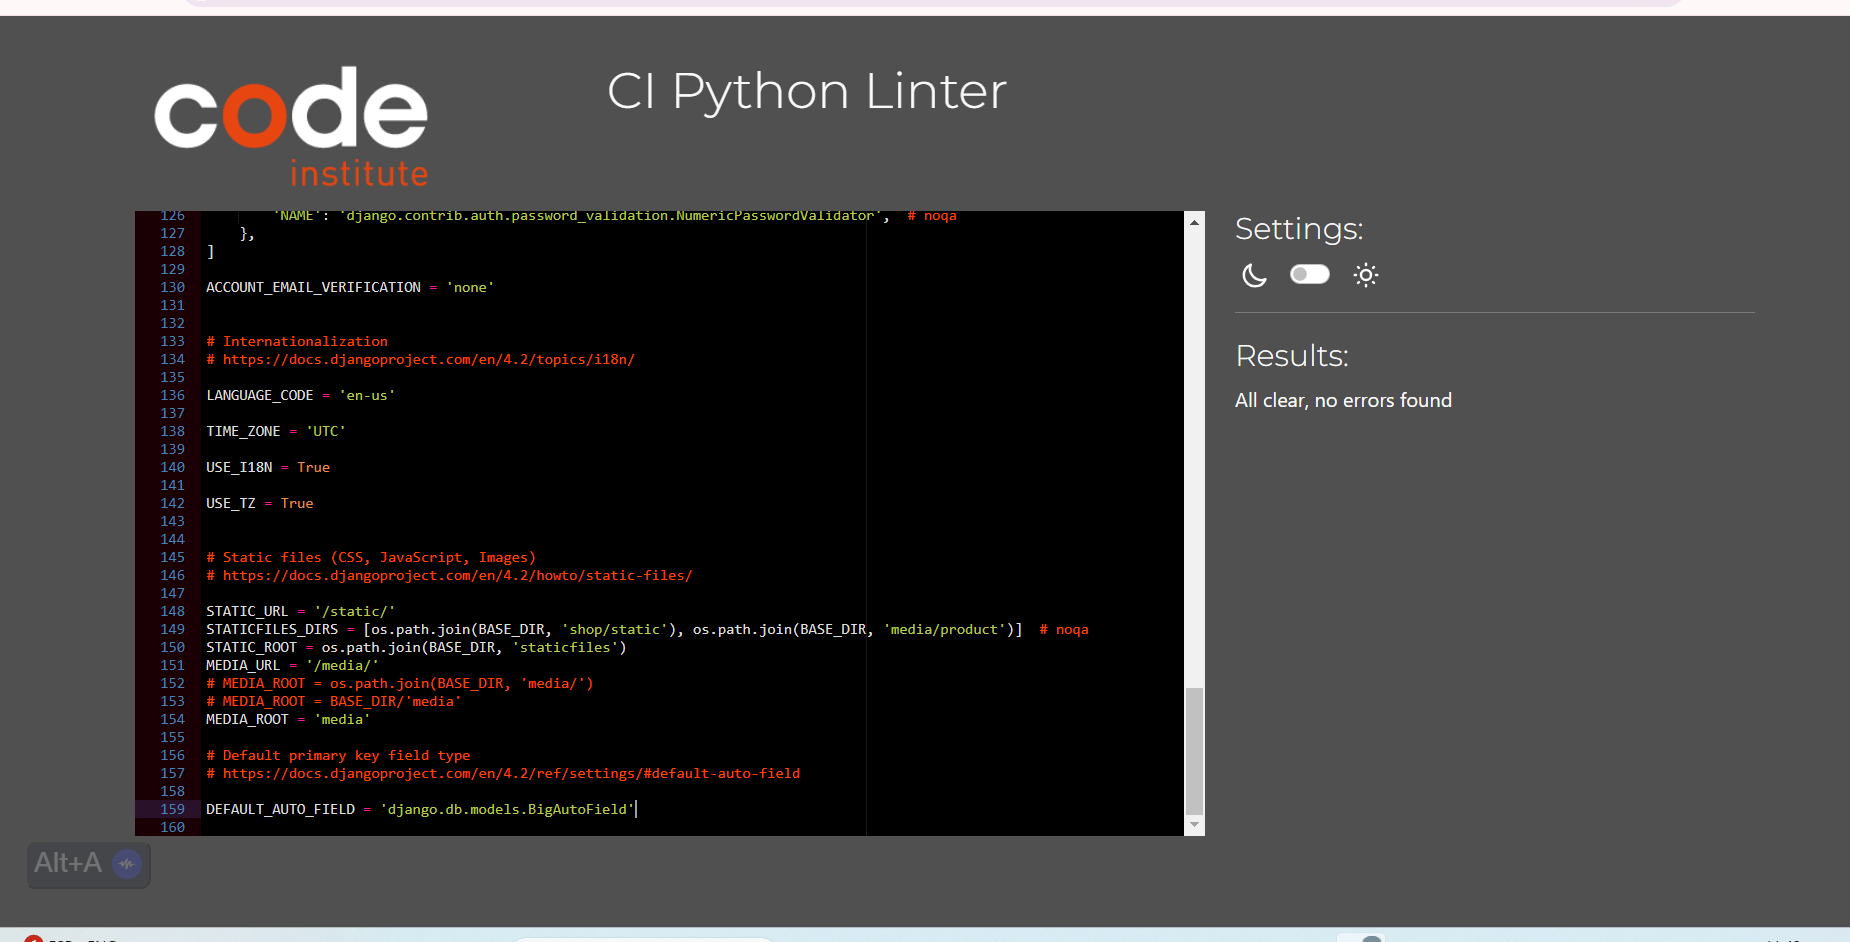 code
institute
CI Python Linter
126 'NAME': 'django.contrib.auth.password_validation.NumericPasswordValidator', # noqa
127 },
128 ]
129
130 ACCOUNT_EMAIL_VERIFICATION = 'none'
131
132
133 # Internationalization
134 # https://docs.djangoproject.com/en/4.2/topics/i18n/
135
136 LANGUAGE_CODE = 'en-us'
137
138 TIME_ZONE = 'UTC'
139
140 USE_I18N = True
141
142 USE_TZ = True
143
144
145 # Static files (CSS, JavaScript, Images)
146 # https://docs.djangoproject.com/en/4.2/howto/static-files/
147
148 STATIC_URL = '/static/'
149 STATICFILES_DIRS = [os.path.join(BASE_DIR, 'shop/static'), os.path.join(BASE_DIR, 'media/product')] # noqa
150 STATIC_ROOT = os.path.join(BASE_DIR, 'staticfiles')
151 MEDIA_URL = '/media/'
152 # MEDIA_ROOT = os.path.join(BASE_DIR, 'media/')
153 # MEDIA_ROOT = BASE_DIR/'media'
154 MEDIA_ROOT = 'media'
155
156 # Default primary key field type
157 # https://docs.djangoproject.com/en/4.2/ref/settings/#default-auto-field
158
159 DEFAULT_AUTO_FIELD = 'django.db.models.BigAutoField'
160
Settings:
Results:
All clear, no errors found
Alt+A